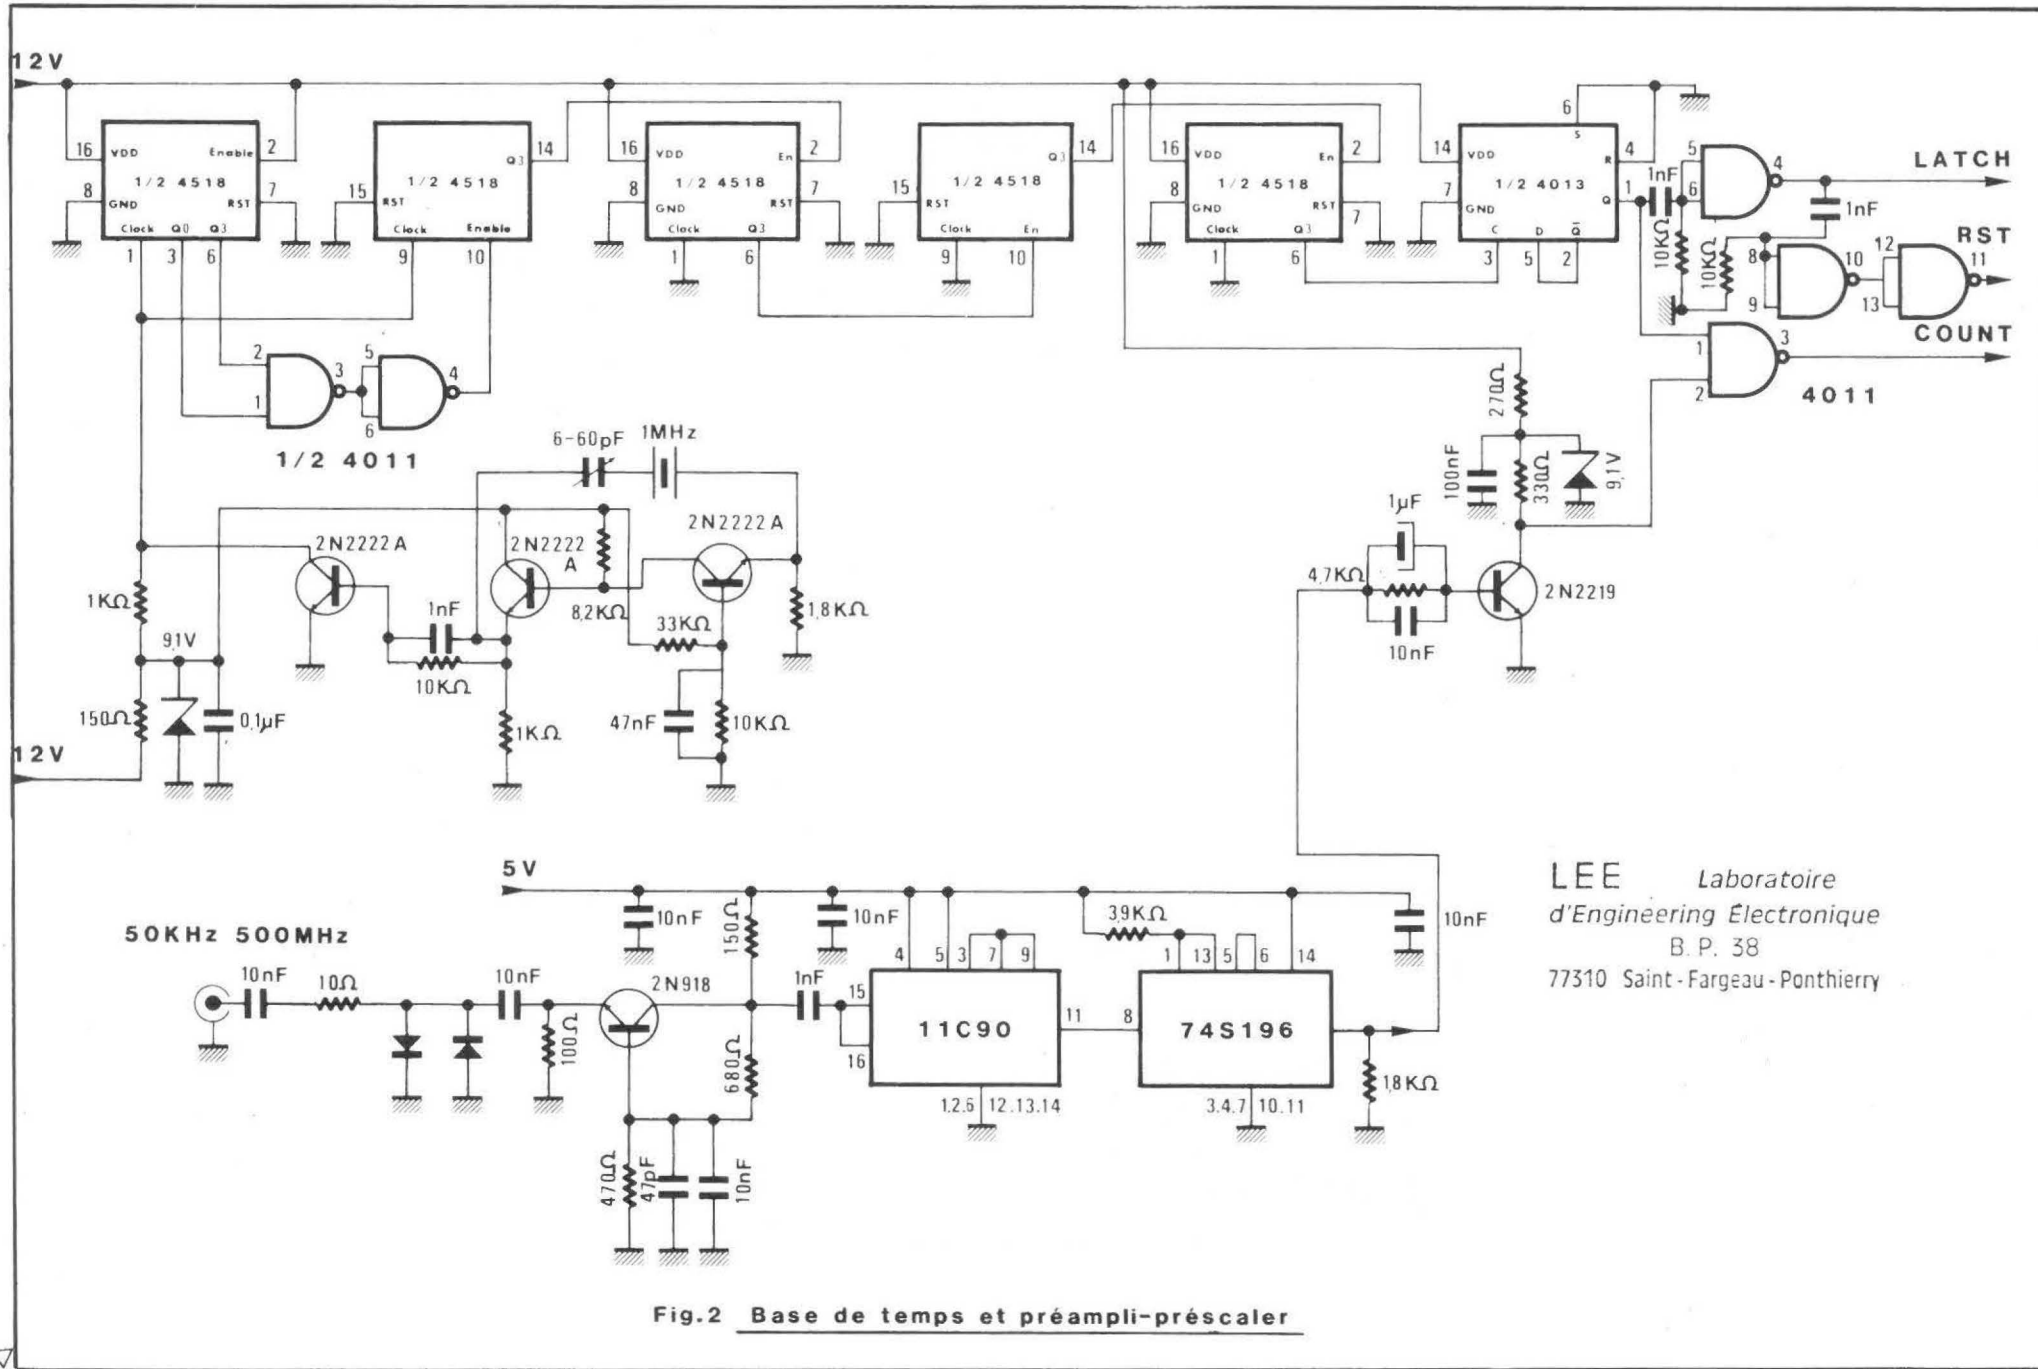 12V
16 VDD Enable 2
1/2 4518
8 GND RST 7
Clock Q0 Q3
1 3 6
Q3 14
1/2 4518
15 RST
Clock Enable
9 10
16 VDD En 2
1/2 4518
8 GND RST 7
Clock Q3
1 6
Q3 14
1/2 4518
15 RST
Clock En
9 10
16 VDD En 2
1/2 4518
8 GND RST 7
Clock Q3
1 6
6
S
14 VDD R 4
1/2 4013
7 GND Q 1
C D Q̅
3 5 2
1nF
10KΩ
10KΩ
5
6
4
LATCH
1nF
8
9
10
12
13
11
RST
1
2
3
COUNT
4011
2
1
3
5
6
4
1/2 4011
6-60pF
1MHz
2N2222A
2N2222
A
2N2222A
1KΩ
9,1V
150Ω
0,1µF
12V
1nF
10KΩ
1KΩ
8,2KΩ
33KΩ
1,8KΩ
47nF
10KΩ
270Ω
100nF
330Ω
9,1V
1µF
4,7KΩ
10nF
2N2219
5V
10nF
150Ω
10nF
3,9KΩ
10nF
50KHz 500MHz
10nF
10Ω
10nF
100Ω
2N918
680Ω
1nF
470Ω
47pF
10nF
4 5 3 7 9
15
16
11C90
11
1.2.6 12.13.14
1 13 5 6 14
8
74S196
3.4.7 10.11
1,8KΩ
LEE Laboratoire
d'Engineering Électronique
B.P. 38
77310 Saint-Fargeau-Ponthierry
Fig.2 Base de temps et préampli-préscaler